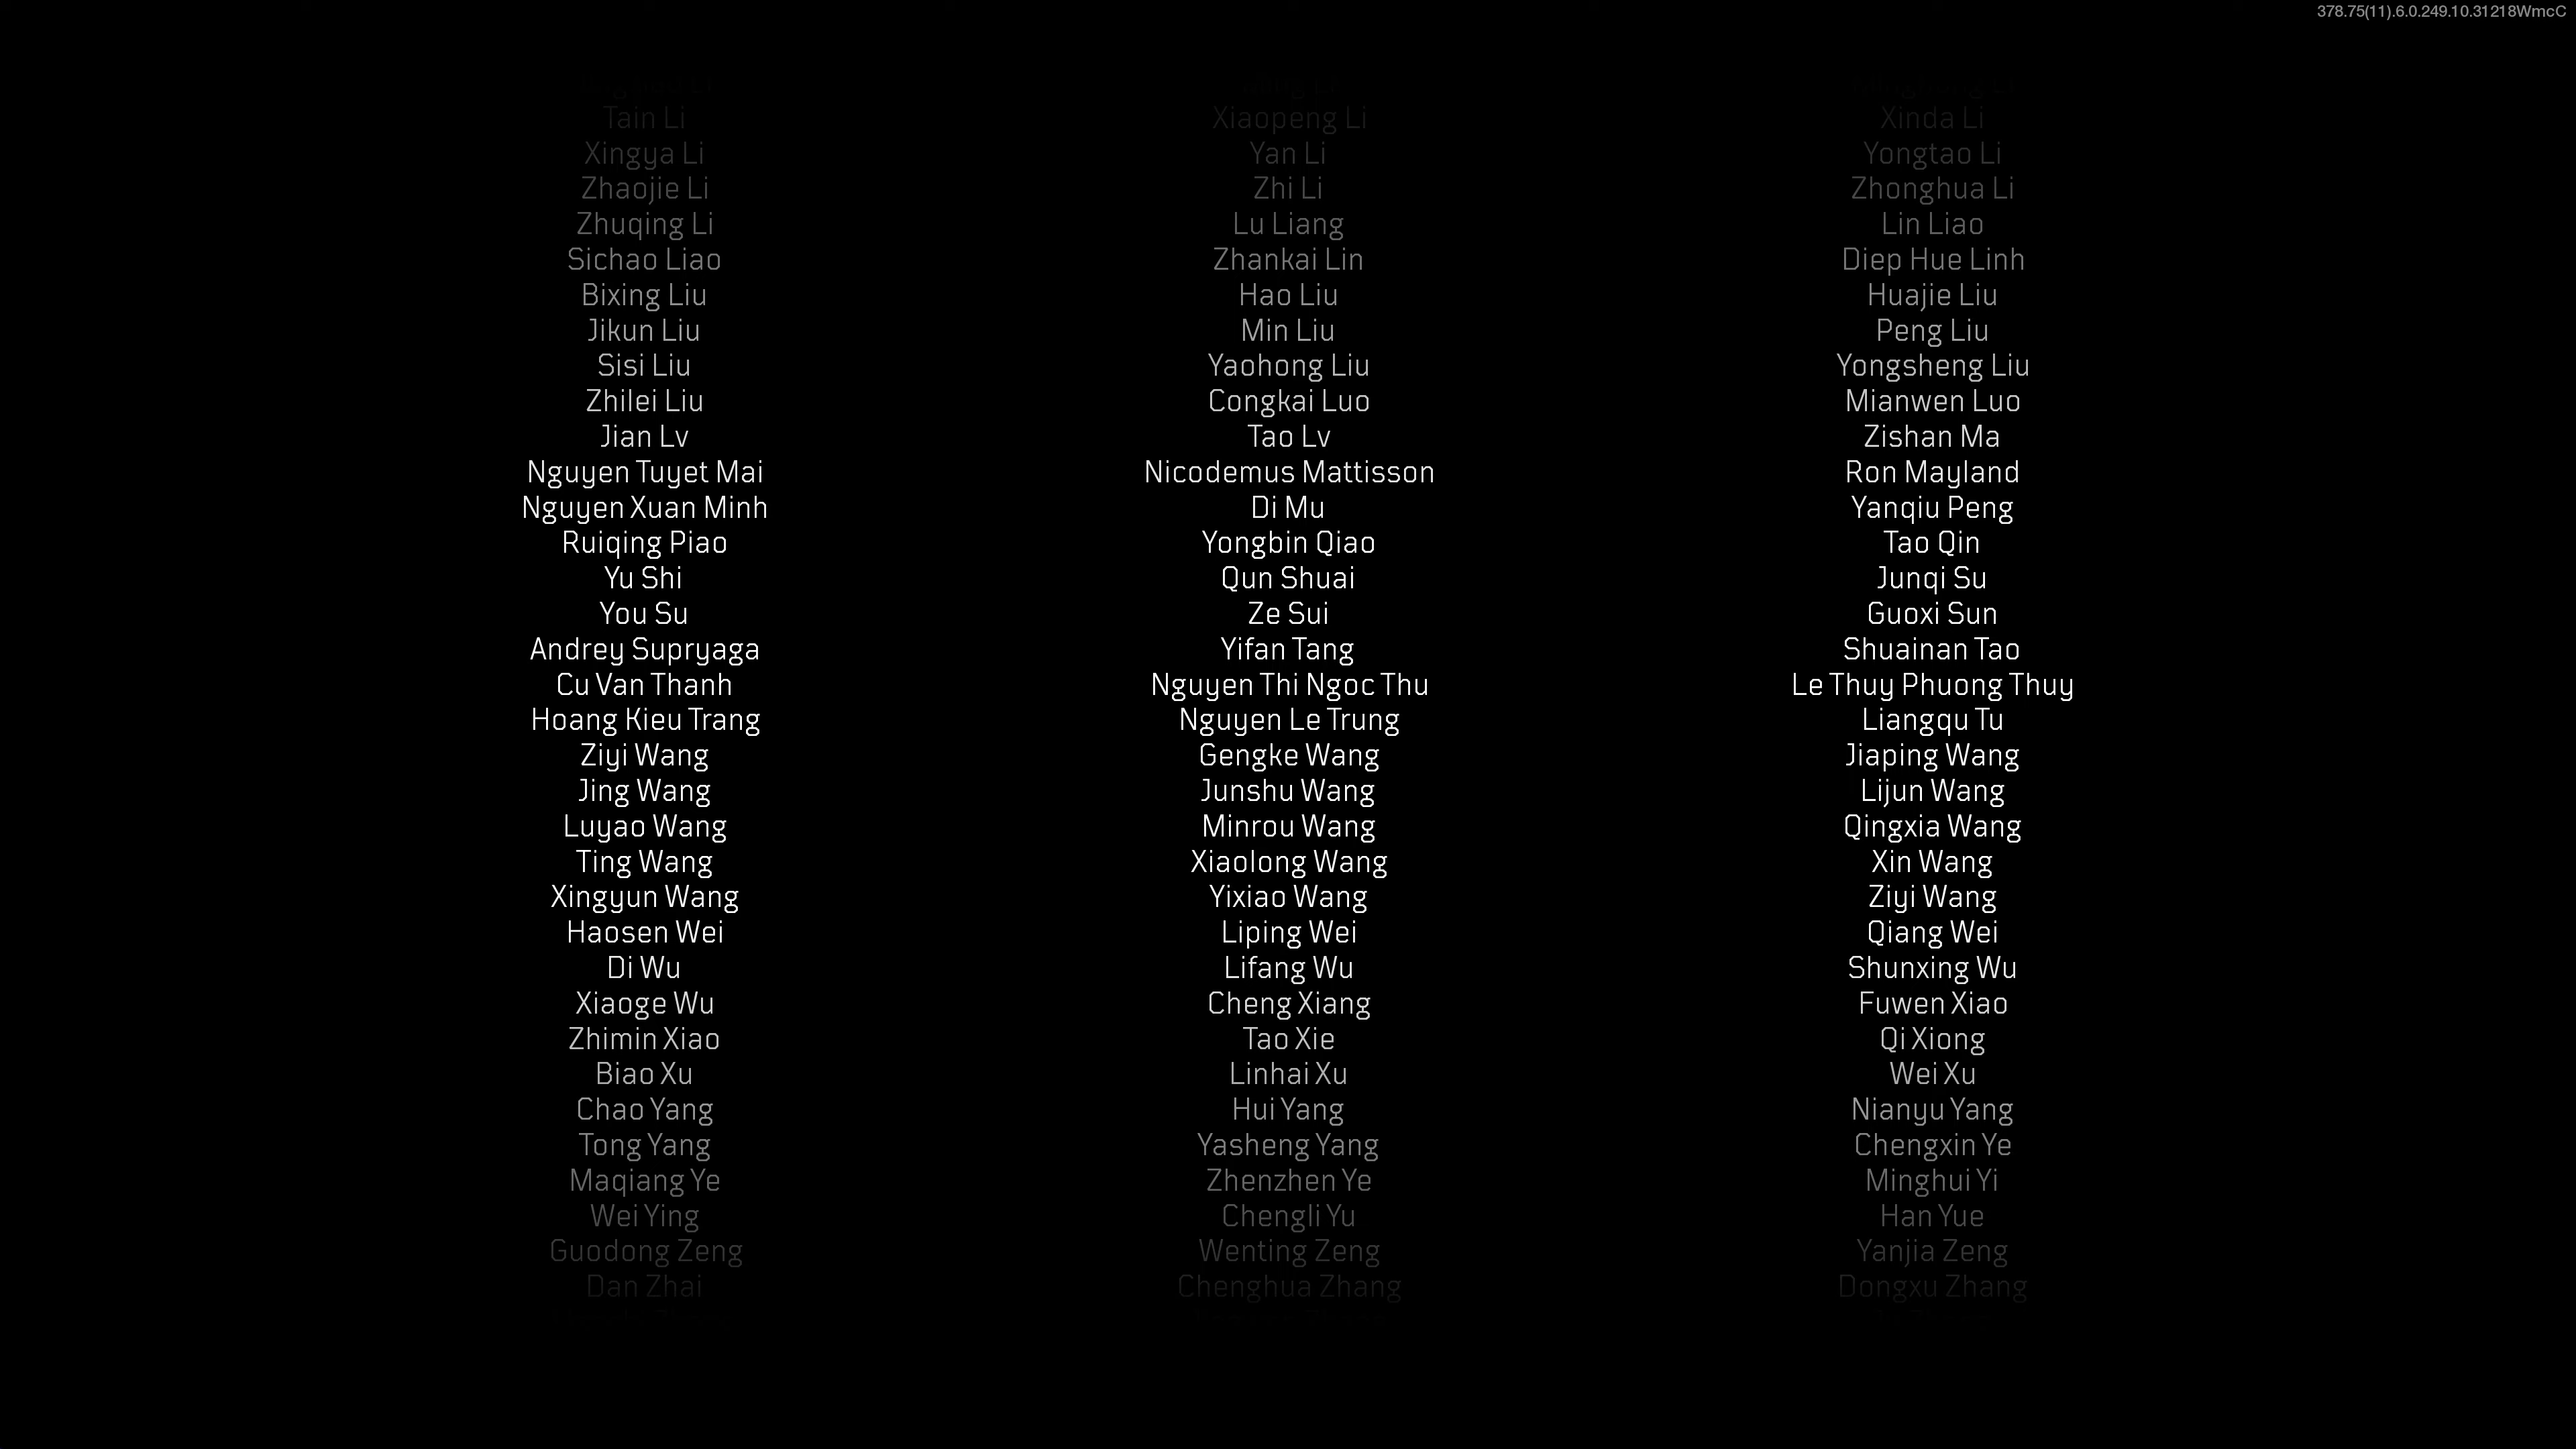 378.75(11).6.0.249.10.31218WmcC
Tain Li Xiaopeng Li Xinda Li
Xingya Li Yan Li Yongtao Li
Zhaojie Li Zhi Li Zhonghua Li
Zhuqing Li Lu Liang Lin Liao
Sichao Liao Zhankai Lin Diep Hue Linh
Bixing Liu Hao Liu Huajie Liu
Jikun Liu Min Liu Peng Liu
Sisi Liu Yaohong Liu Yongsheng Liu
Zhilei Liu Congkai Luo Mianwen Luo
Jian Lv Tao Lv Zishan Ma
Nguyen Tuyet Mai Nicodemus Mattisson Ron Mayland
Nguyen Xuan Minh Di Mu Yanqiu Peng
Ruiqing Piao Yongbin Qiao Tao Qin
Yu Shi Qun Shuai Junqi Su
You Su Ze Sui Guoxi Sun
Andrey Supryaga Yifan Tang Shuainan Tao
Cu Van Thanh Nguyen Thi Ngoc Thu Le Thuy Phuong Thuy
Hoang Kieu Trang Nguyen Le Trung Liangqu Tu
Ziyi Wang Gengke Wang Jiaping Wang
Jing Wang Junshu Wang Lijun Wang
Luyao Wang Minrou Wang Qingxia Wang
Ting Wang Xiaolong Wang Xin Wang
Xingyun Wang Yixiao Wang Ziyi Wang
Haosen Wei Liping Wei Qiang Wei
Di Wu Lifang Wu Shunxing Wu
Xiaoge Wu Cheng Xiang Fuwen Xiao
Zhimin Xiao Tao Xie Qi Xiong
Biao Xu Linhai Xu Wei Xu
Chao Yang Hui Yang Nianyu Yang
Tong Yang Yasheng Yang Chengxin Ye
Maqiang Ye Zhenzhen Ye Minghui Yi
Wei Ying Chengli Yu Han Yue
Guodong Zeng Wenting Zeng Yanjia Zeng
Dan Zhai Chenghua Zhang Dongxu Zhang